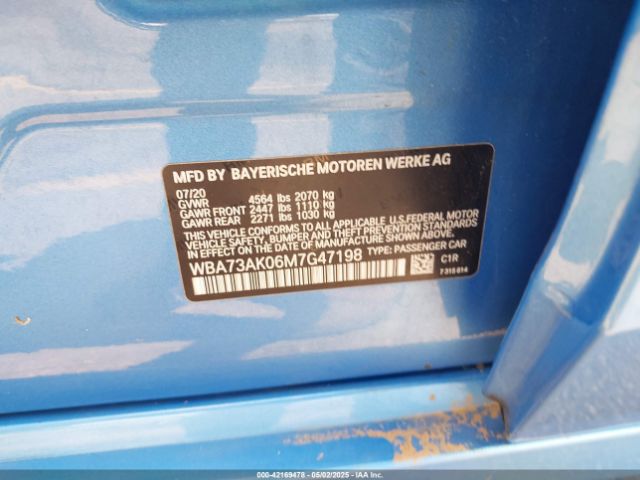 MFD BY BAYERISCHE MOTOREN WERKE AG
07/20
GVWR 4564 lbs 2070 kg
GAWR FRONT 2447 lbs 1110 kg
GAWR REAR 2271 lbs 1030 kg
THIS VEHICLE CONFORMS TO ALL APPLICABLE U.S. FEDERAL MOTOR
VEHICLE SAFETY, BUMPER, AND THEFT PREVENTION STANDARDS
IN EFFECT ON THE DATE OF MANUFACTURE SHOWN ABOVE.
WBA73AK06M7G47198 TYPE: PASSENGER CAR
C1R
7 315 614
000-42169478 05/02/2025 IAA Inc.